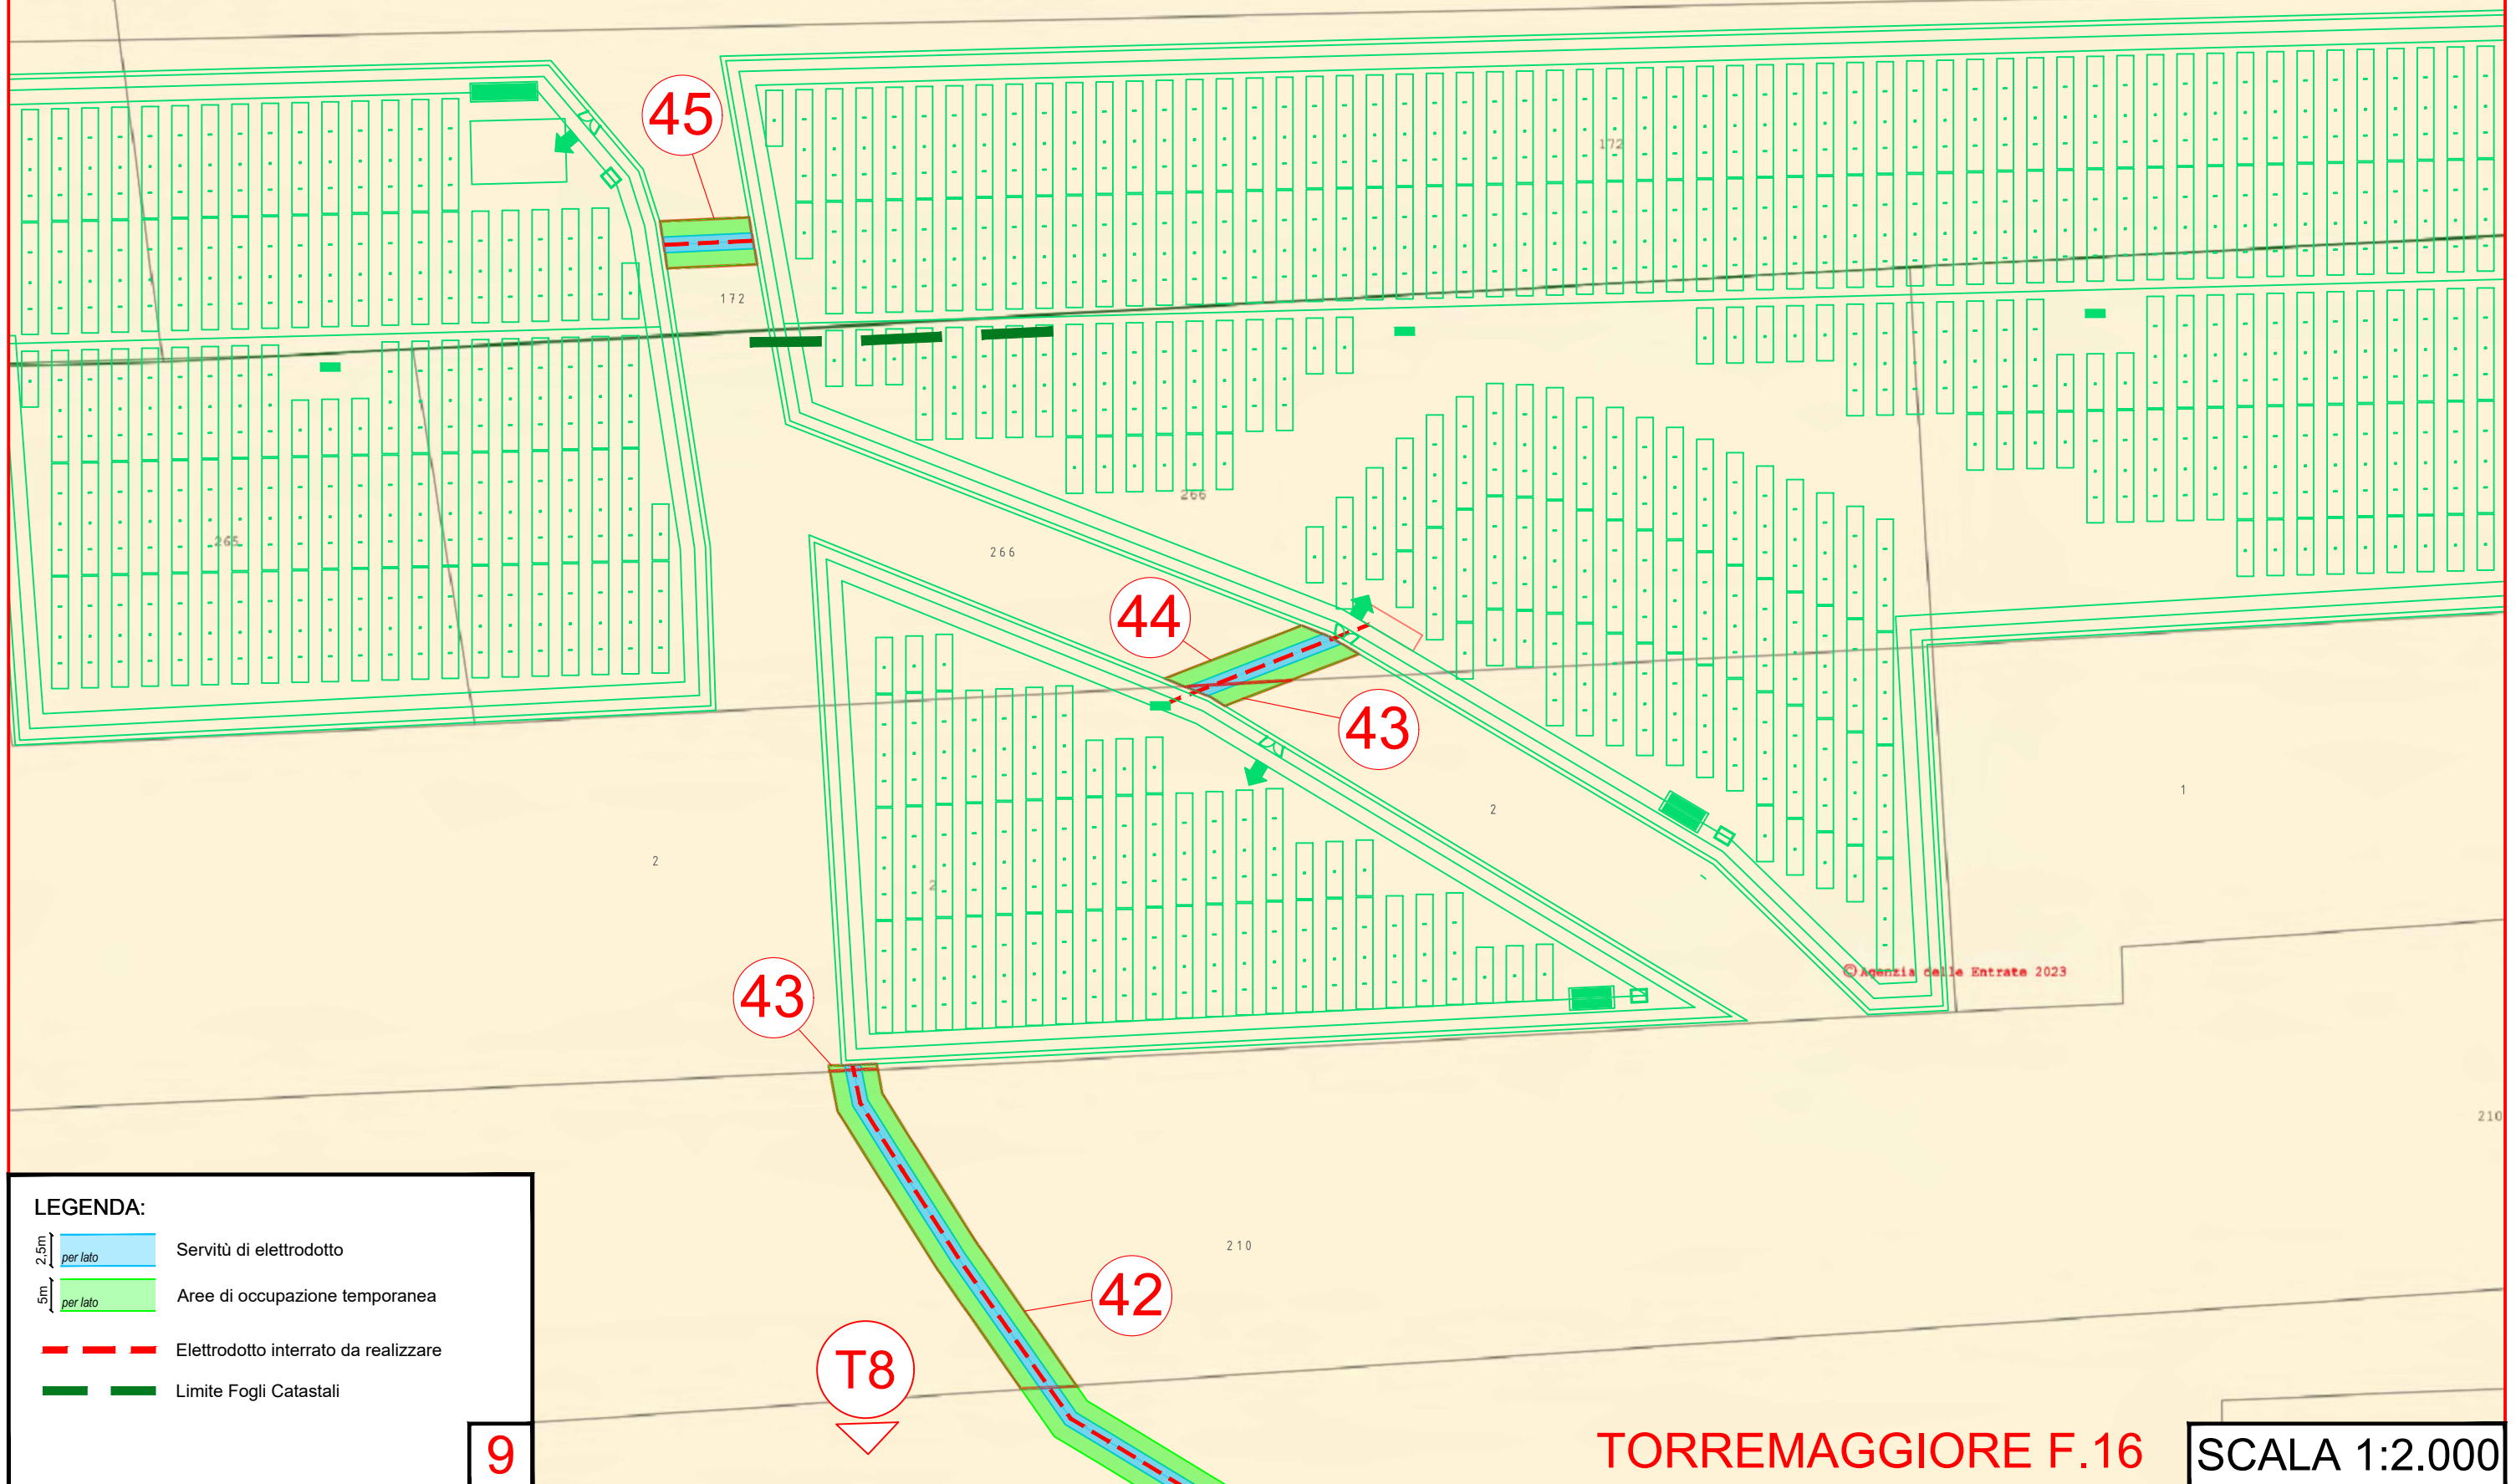 45
172
172
265
266
266
44
43
2
1
2
2
© Agenzia delle Entrate 2023
43
210
210
42
T8
LEGENDA:
2,5m
per lato
Servitù di elettrodotto
5m
per lato
Aree di occupazione temporanea
Elettrodotto interrato da realizzare
Limite Fogli Catastali
9
TORREMAGGIORE F.16
SCALA 1:2.000